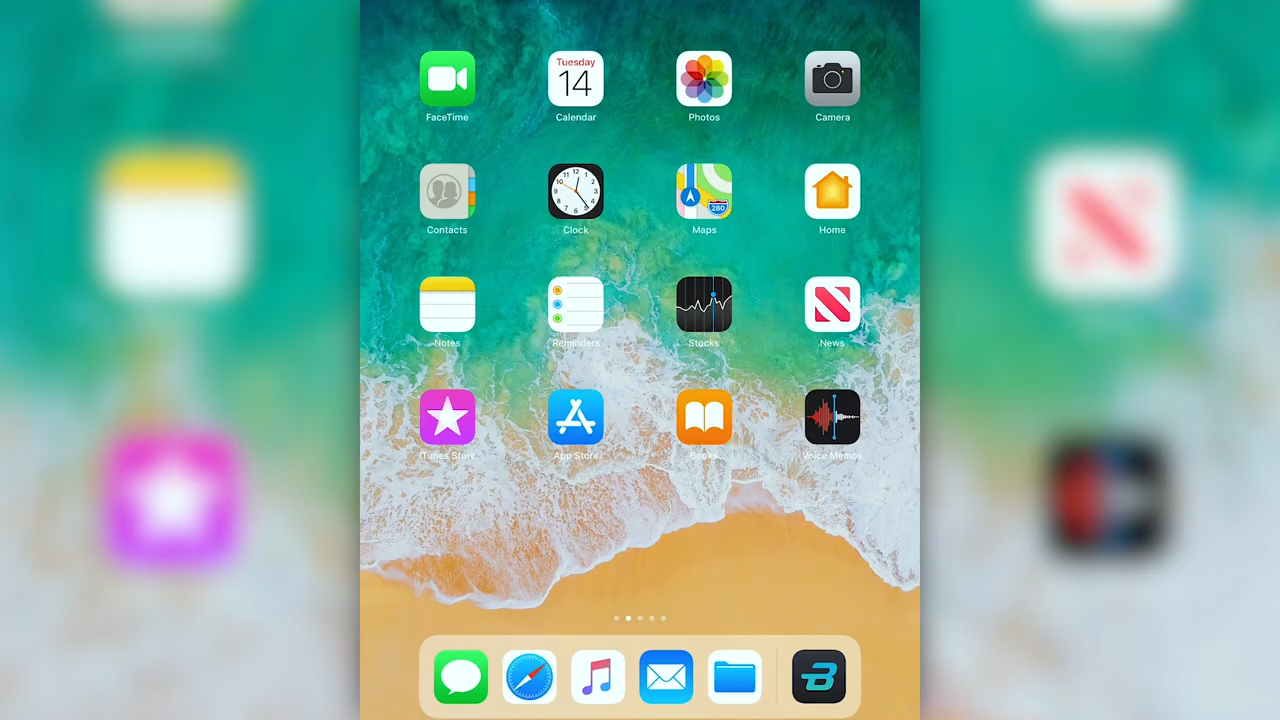 Tuesday
14
FaceTime
Calendar
Photos
Camera
Contacts
Clock
280
Maps
Home
Notes
Reminders
Stocks
News
iTunes Store
App Store
Books
Voice Memos